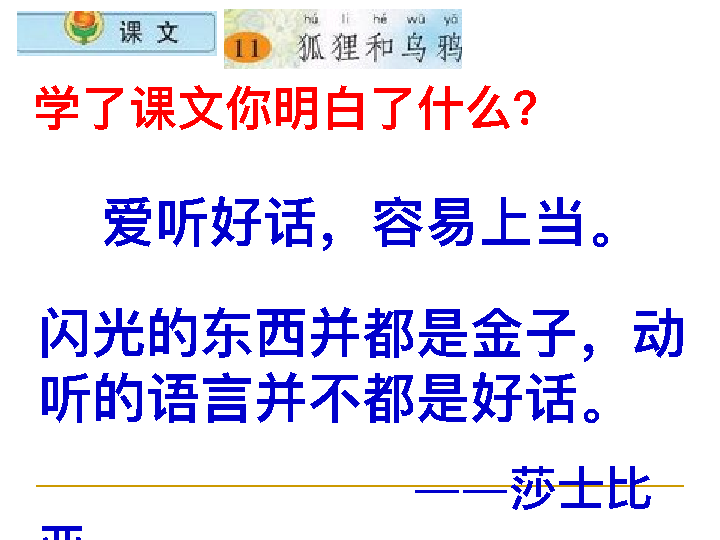 课 文
hú li hé wū yā
11 狐狸和乌鸦
学了课文你明白了什么?
爱听好话，容易上当。
闪光的东西并都是金子，动
听的语言并不都是好话。
——莎士比